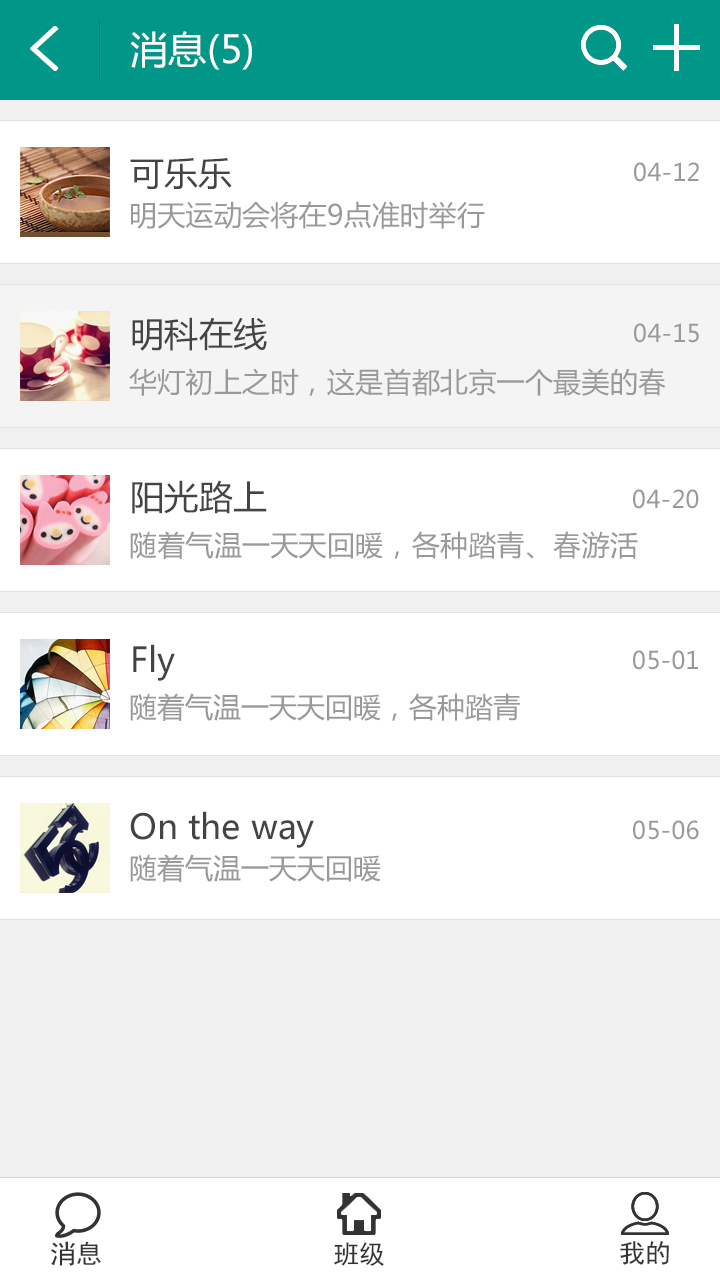 消息(5)
可乐乐
04-12
明天运动会将在9点准时举行
明科在线
04-15
华灯初上之时，这是首都北京一个最美的春
阳光路上
04-20
随着气温一天天回暖，各种踏青、春游活
Fly
05-01
随着气温一天天回暖，各种踏青
On the way
05-06
随着气温一天天回暖
消息
班级
我的